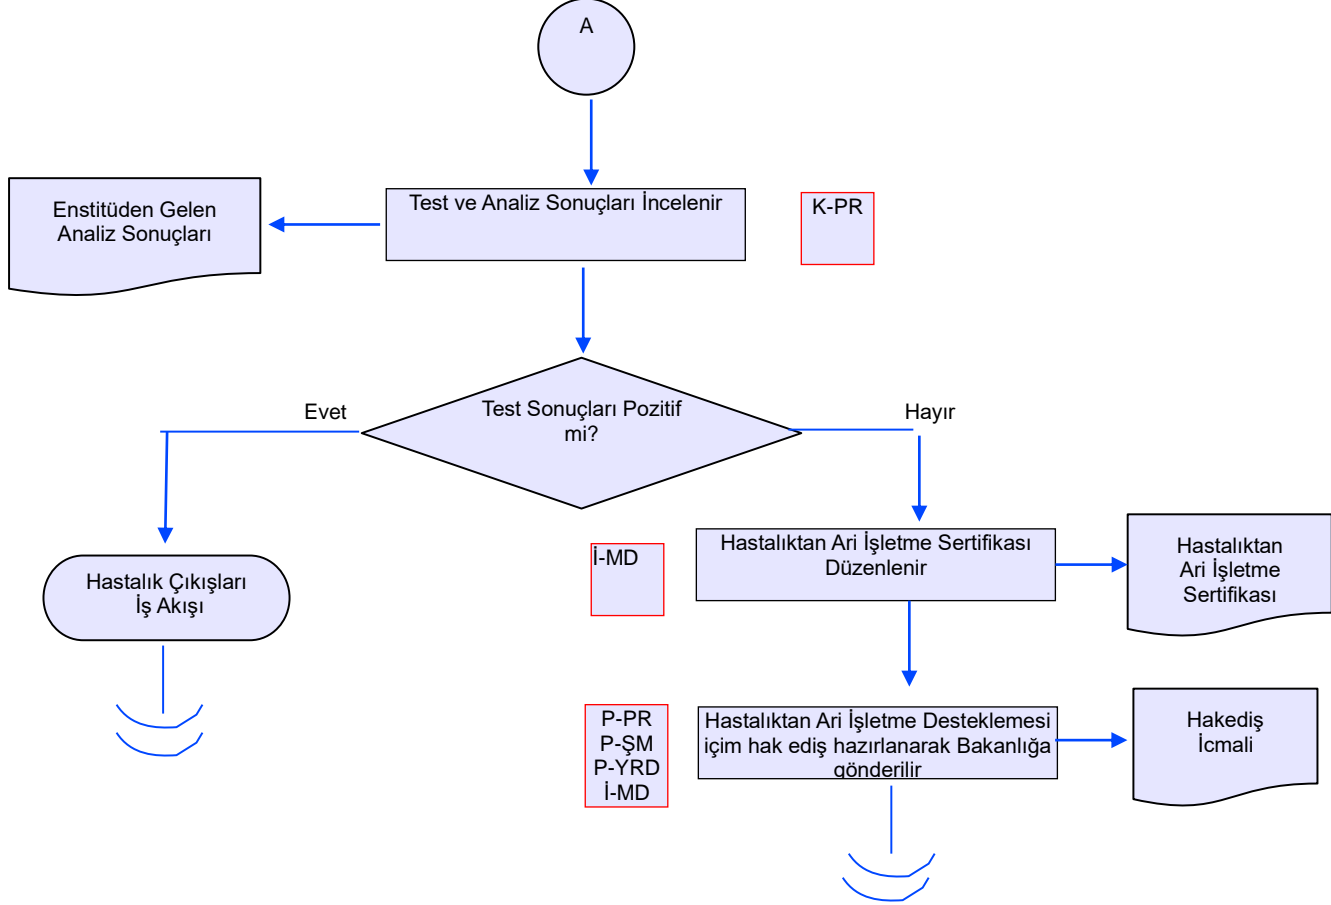 A
Enstitüden Gelen
Analiz Sonuçları
Test ve Analiz Sonuçları İncelenir
K-PR
Test Sonuçları Pozitif
mi?
Evet
Hayır
Hastalık Çıkışları
İş Akışı
İ-MD
Hastalıktan Ari İşletme Sertifikası
Düzenlenir
Hastalıktan
Ari İşletme
Sertifikası
P-PR
P-ŞM
P-YRD
İ-MD
Hastalıktan Ari İşletme Desteklemesi
içim hak ediş hazırlanarak Bakanlığa
gönderilir
Hakediş
İcmali